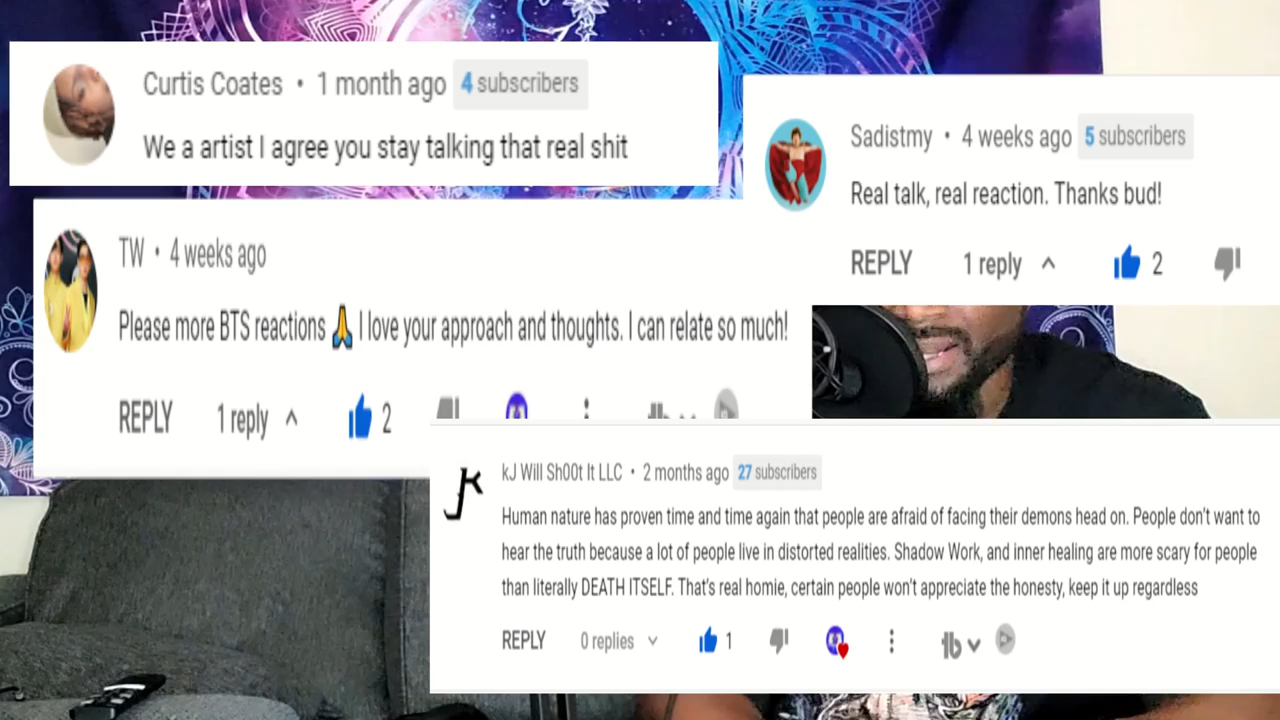 Curtis Coates • 1 month ago 4 subscribers
We a artist I agree you stay talking that real shit
Sadistmy • 4 weeks ago 5 subscribers
Real talk, real reaction. Thanks bud!
REPLY 1 reply 2
TW • 4 weeks ago
Please more BTS reactions 🙏 I love your approach and thoughts. I can relate so much!
REPLY 1 reply 2
kJ Will Sh00t It LLC • 2 months ago 27 subscribers
Human nature has proven time and time again that people are afraid of facing their demons head on. People don't want to
hear the truth because a lot of people live in distorted realities. Shadow Work, and inner healing are more scary for people
than literally DEATH ITSELF. That's real homie, certain people won't appreciate the honesty, keep it up regardless
REPLY 0 replies 1 tb